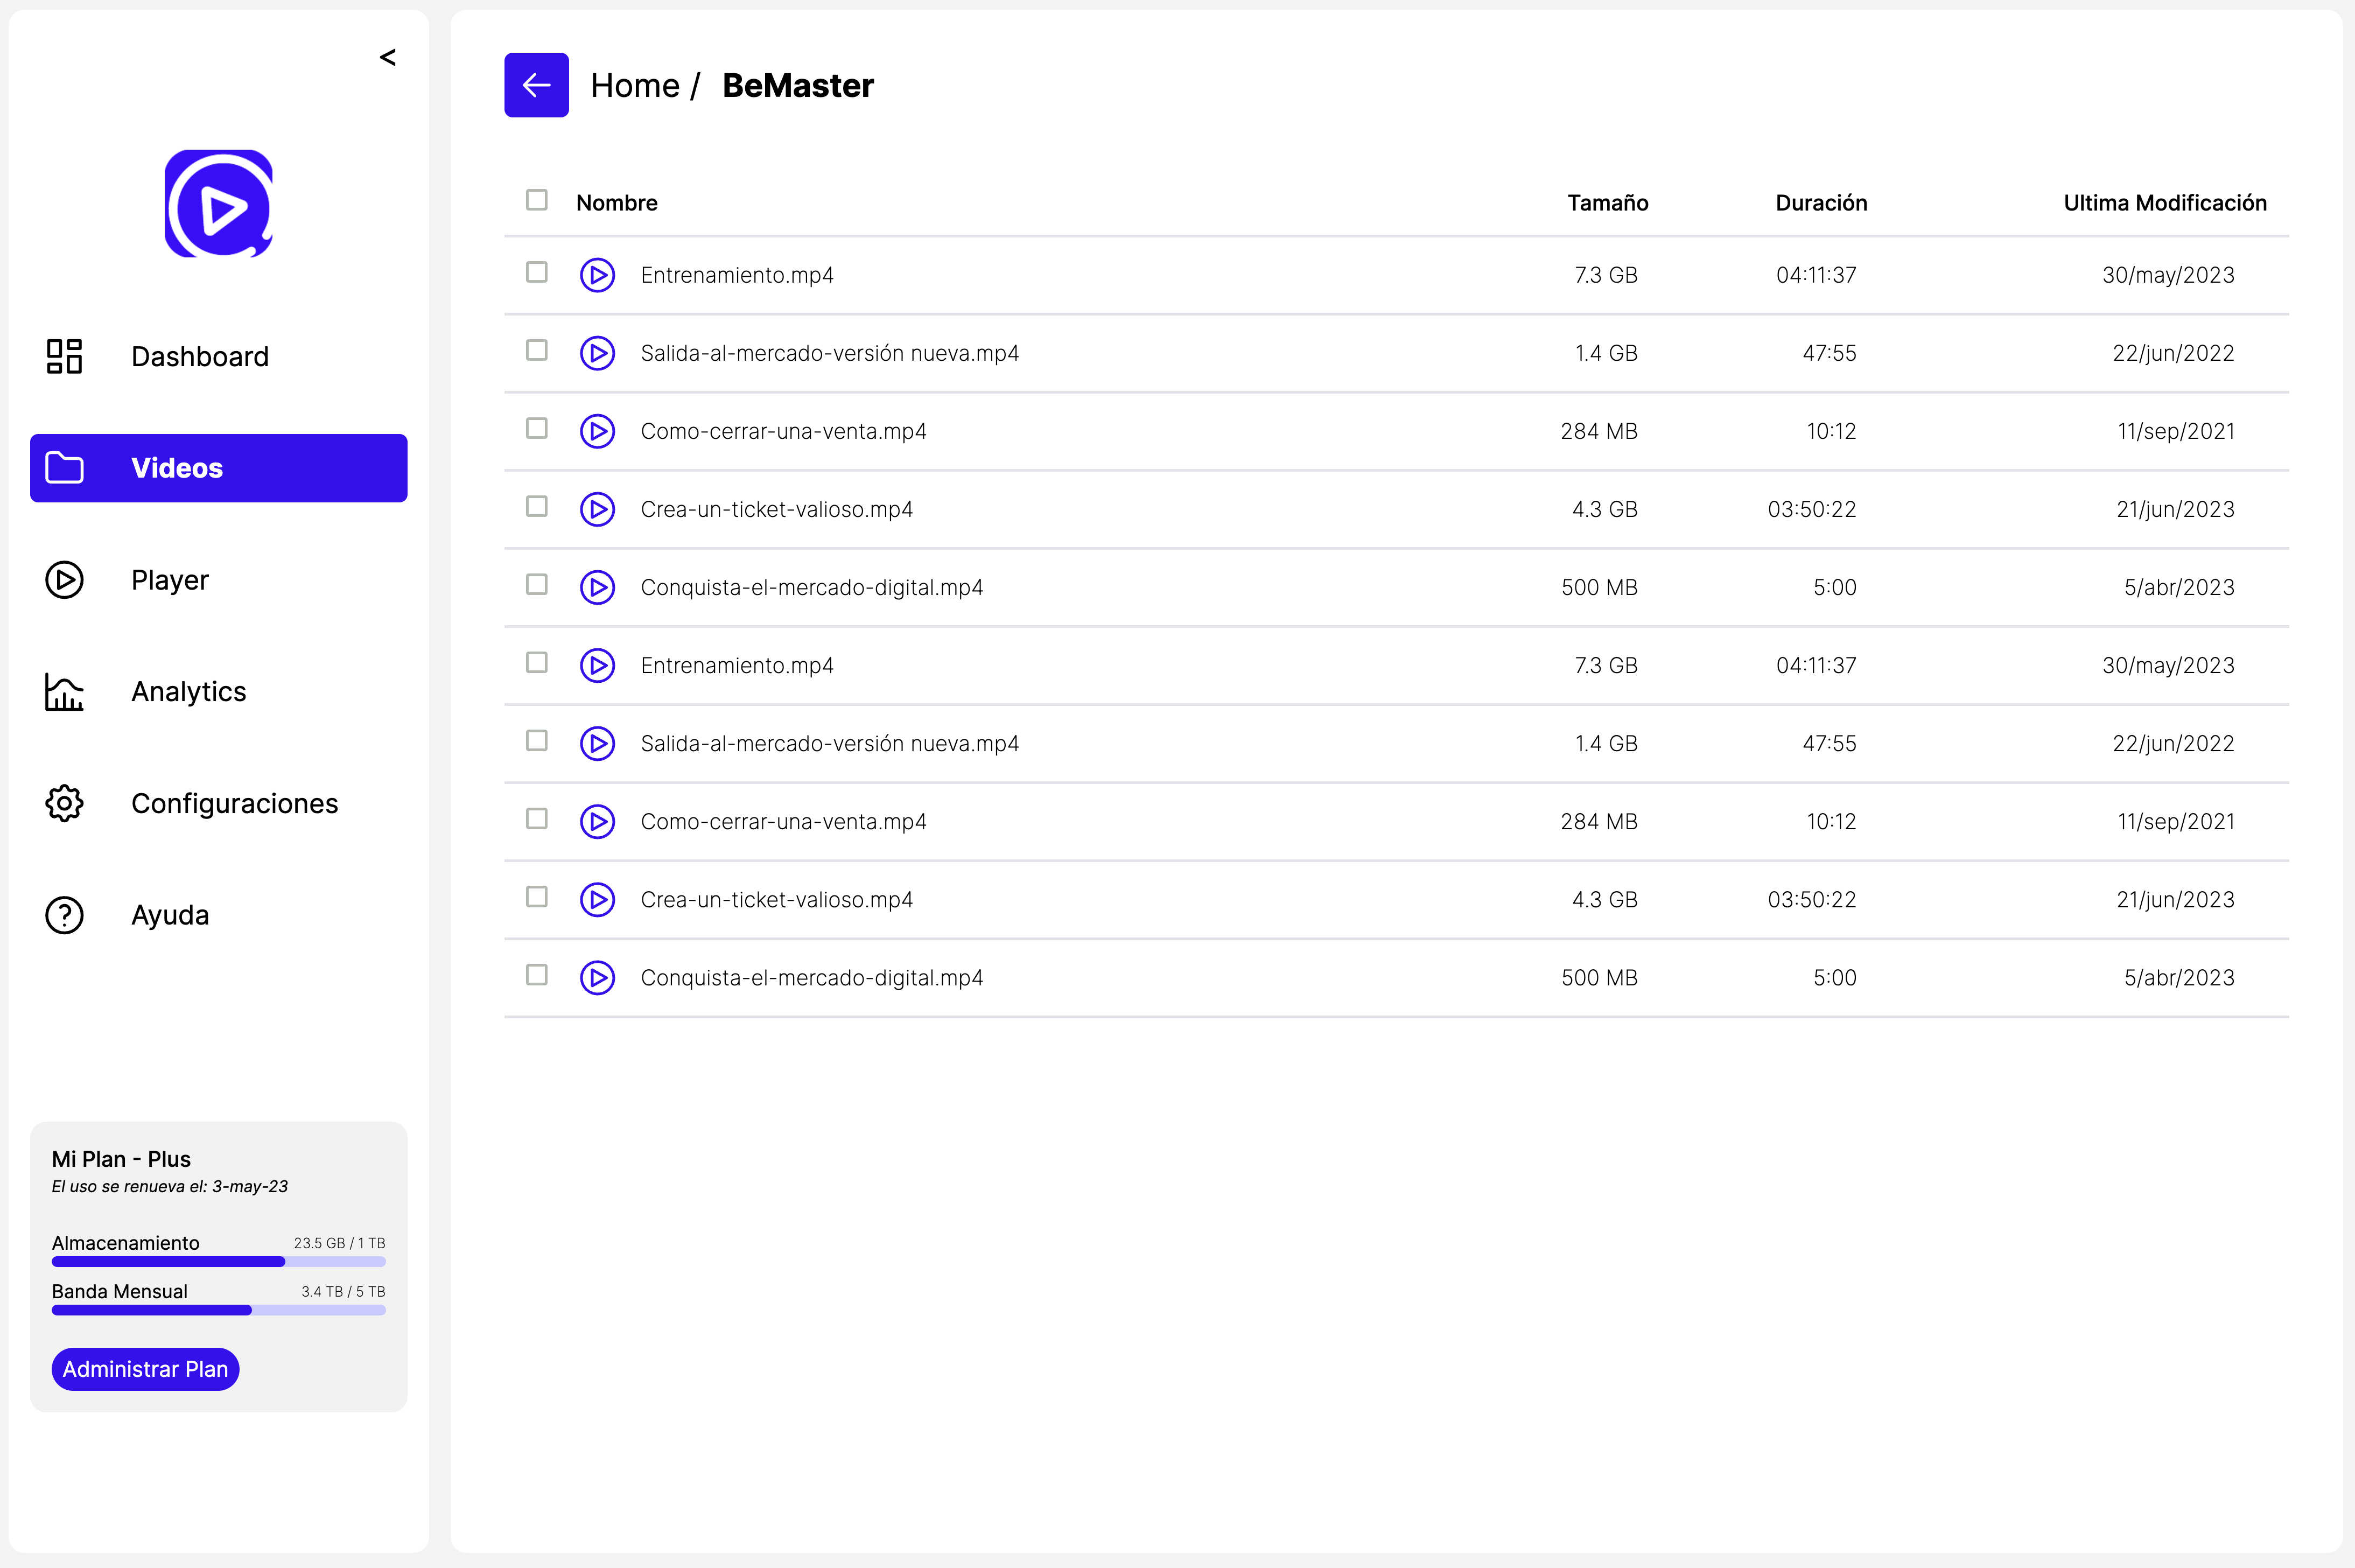 <
Dashboard
Videos
Player
Analytics
Configuraciones
Ayuda
Mi Plan - Plus
El uso se renueva el: 3-may-23
Almacenamiento 23.5 GB / 1 TB
Banda Mensual 3.4 TB / 5 TB
Administrar Plan
Home / BeMaster
Nombre Tamaño Duración Ultima Modificación
Entrenamiento.mp4 7.3 GB 04:11:37 30/may/2023
Salida-al-mercado-versión nueva.mp4 1.4 GB 47:55 22/jun/2022
Como-cerrar-una-venta.mp4 284 MB 10:12 11/sep/2021
Crea-un-ticket-valioso.mp4 4.3 GB 03:50:22 21/jun/2023
Conquista-el-mercado-digital.mp4 500 MB 5:00 5/abr/2023
Entrenamiento.mp4 7.3 GB 04:11:37 30/may/2023
Salida-al-mercado-versión nueva.mp4 1.4 GB 47:55 22/jun/2022
Como-cerrar-una-venta.mp4 284 MB 10:12 11/sep/2021
Crea-un-ticket-valioso.mp4 4.3 GB 03:50:22 21/jun/2023
Conquista-el-mercado-digital.mp4 500 MB 5:00 5/abr/2023